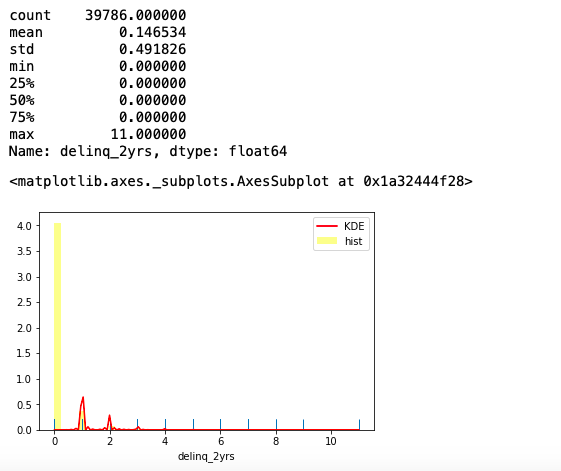 count 39786.000000
mean 0.146534
std 0.491826
min 0.000000
25% 0.000000
50% 0.000000
75% 0.000000
max 11.000000
Name: delinq_2yrs, dtype: float64
<matplotlib.axes._subplots.AxesSubplot at 0x1a32444f28>
KDE
hist
4.0
3.5
3.0
2.5
2.0
1.5
1.0
0.5
0.0
0 2 4 6 8 10
delinq_2yrs